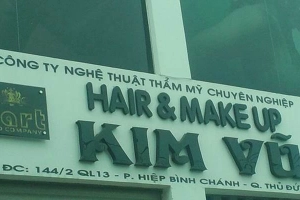 CÔNG TY NGHỆ THUẬT THẨM MỸ CHUYÊN NGHIỆP
art
HAIR & MAKE UP
KIM VŨ
ĐC: 144/2 QL13 - P. HIỆP BÌNH CHÁNH - Q. THỦ ĐỨ